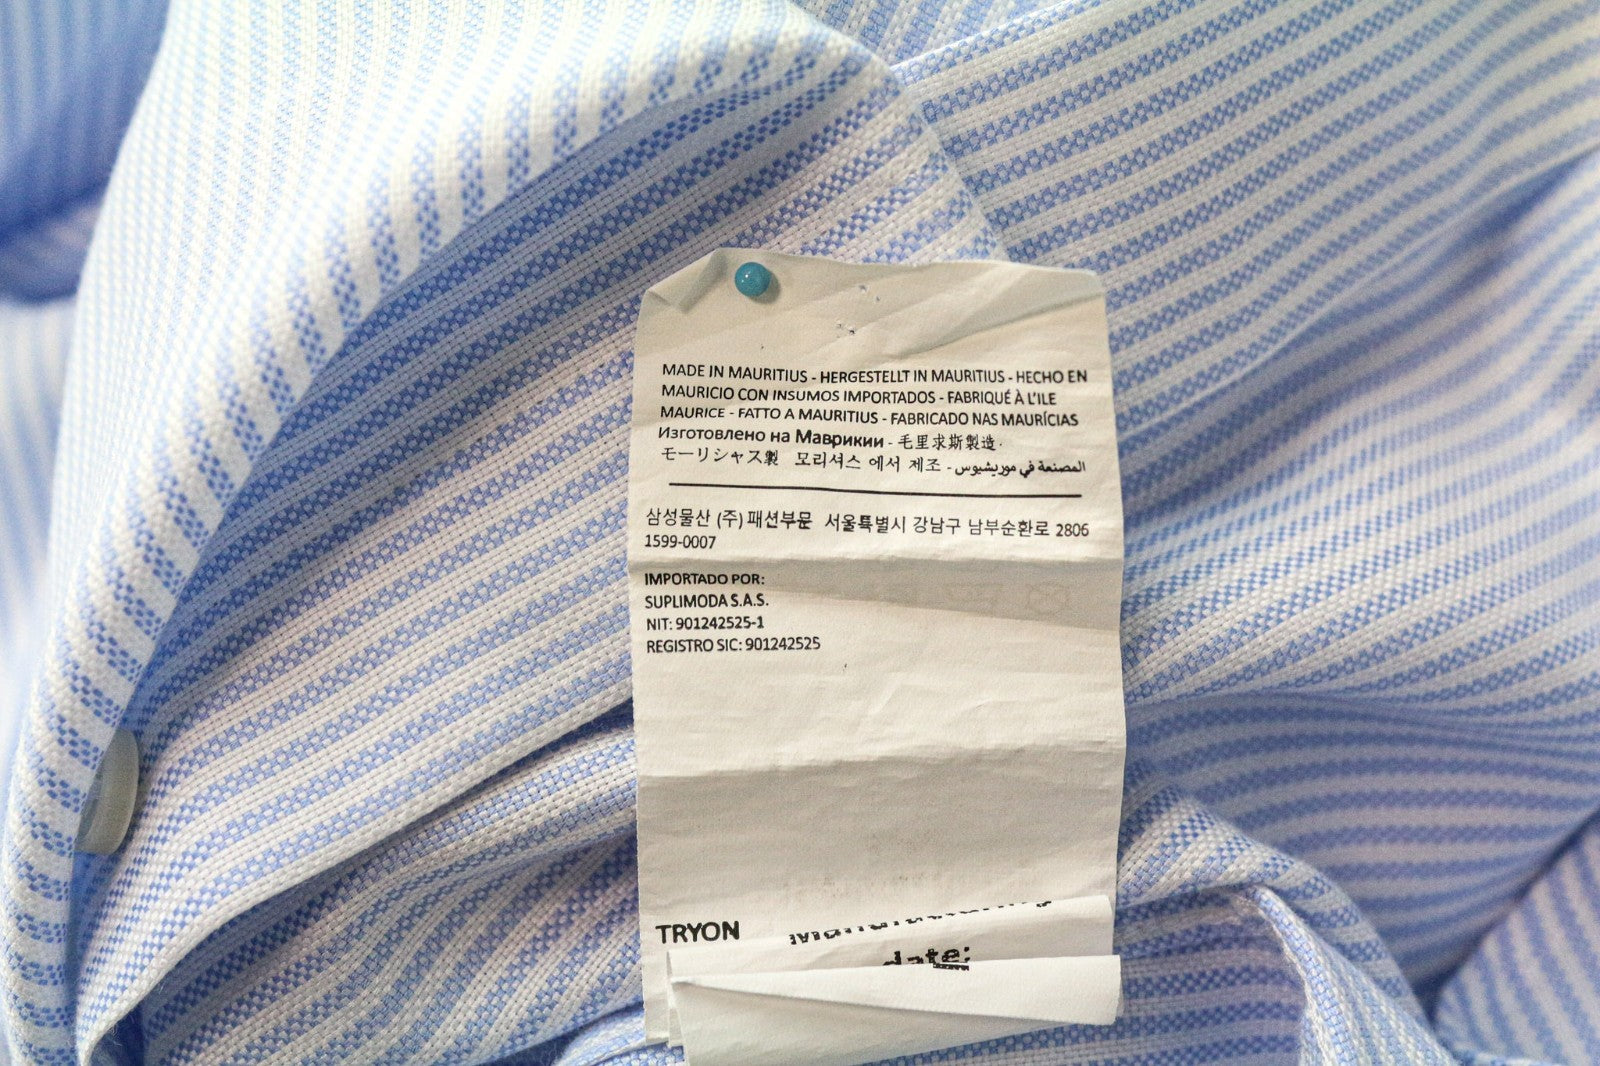 MADE IN MAURITIUS - HERGESTELLT IN MAURITIUS - HECHO EN
MAURICIO CON INSUMOS IMPORTADOS - FABRIQUÉ À L'ILE
MAURICE - FATTO A MAURITIUS - FABRICADO NAS MAURÍCIAS
Изготовлено на Маврикии - 毛里求斯製造 ·
モーリシャス製 모리셔스 에서 제조 - المصنعة في موريشيوس
삼성물산 (주) 패션부문 서울특별시 강남구 남부순환로 2806
1599-0007
IMPORTADO POR:
SUPLIMODA S.A.S.
NIT: 901242525-1
REGISTRO SIC: 901242525
TRYON
date: